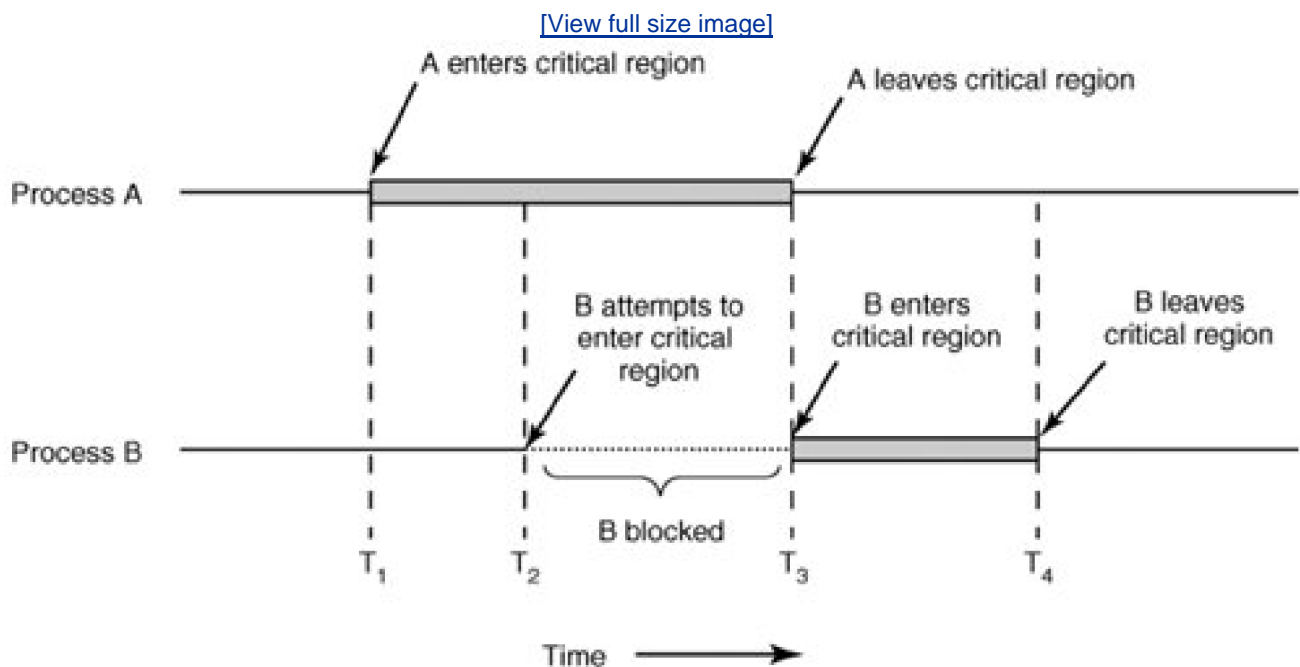 [View full size image]
A enters critical region
A leaves critical region
Process A
B attempts to
enter critical
region
B enters
critical region
B leaves
critical region
Process B
B blocked
T1
T2
T3
T4
Time